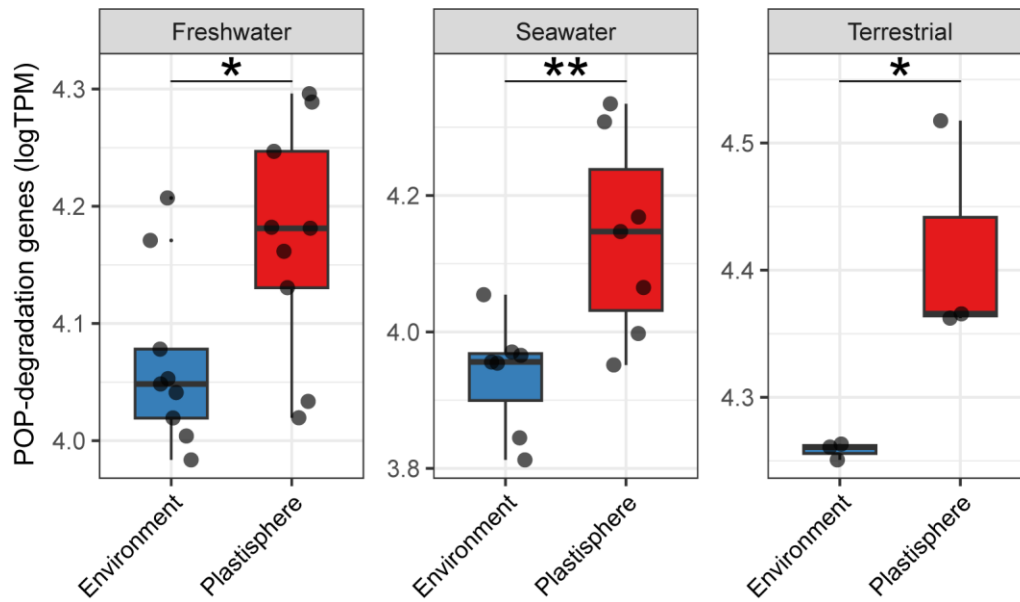 Freshwater
Seawater
Terrestrial
*
**
*
POP-degradation genes (logTPM)
4.3
4.2
4.1
4.0
4.2
4.0
3.8
4.5
4.4
4.3
Environment
Plastisphere
Environment
Plastisphere
Environment
Plastisphere